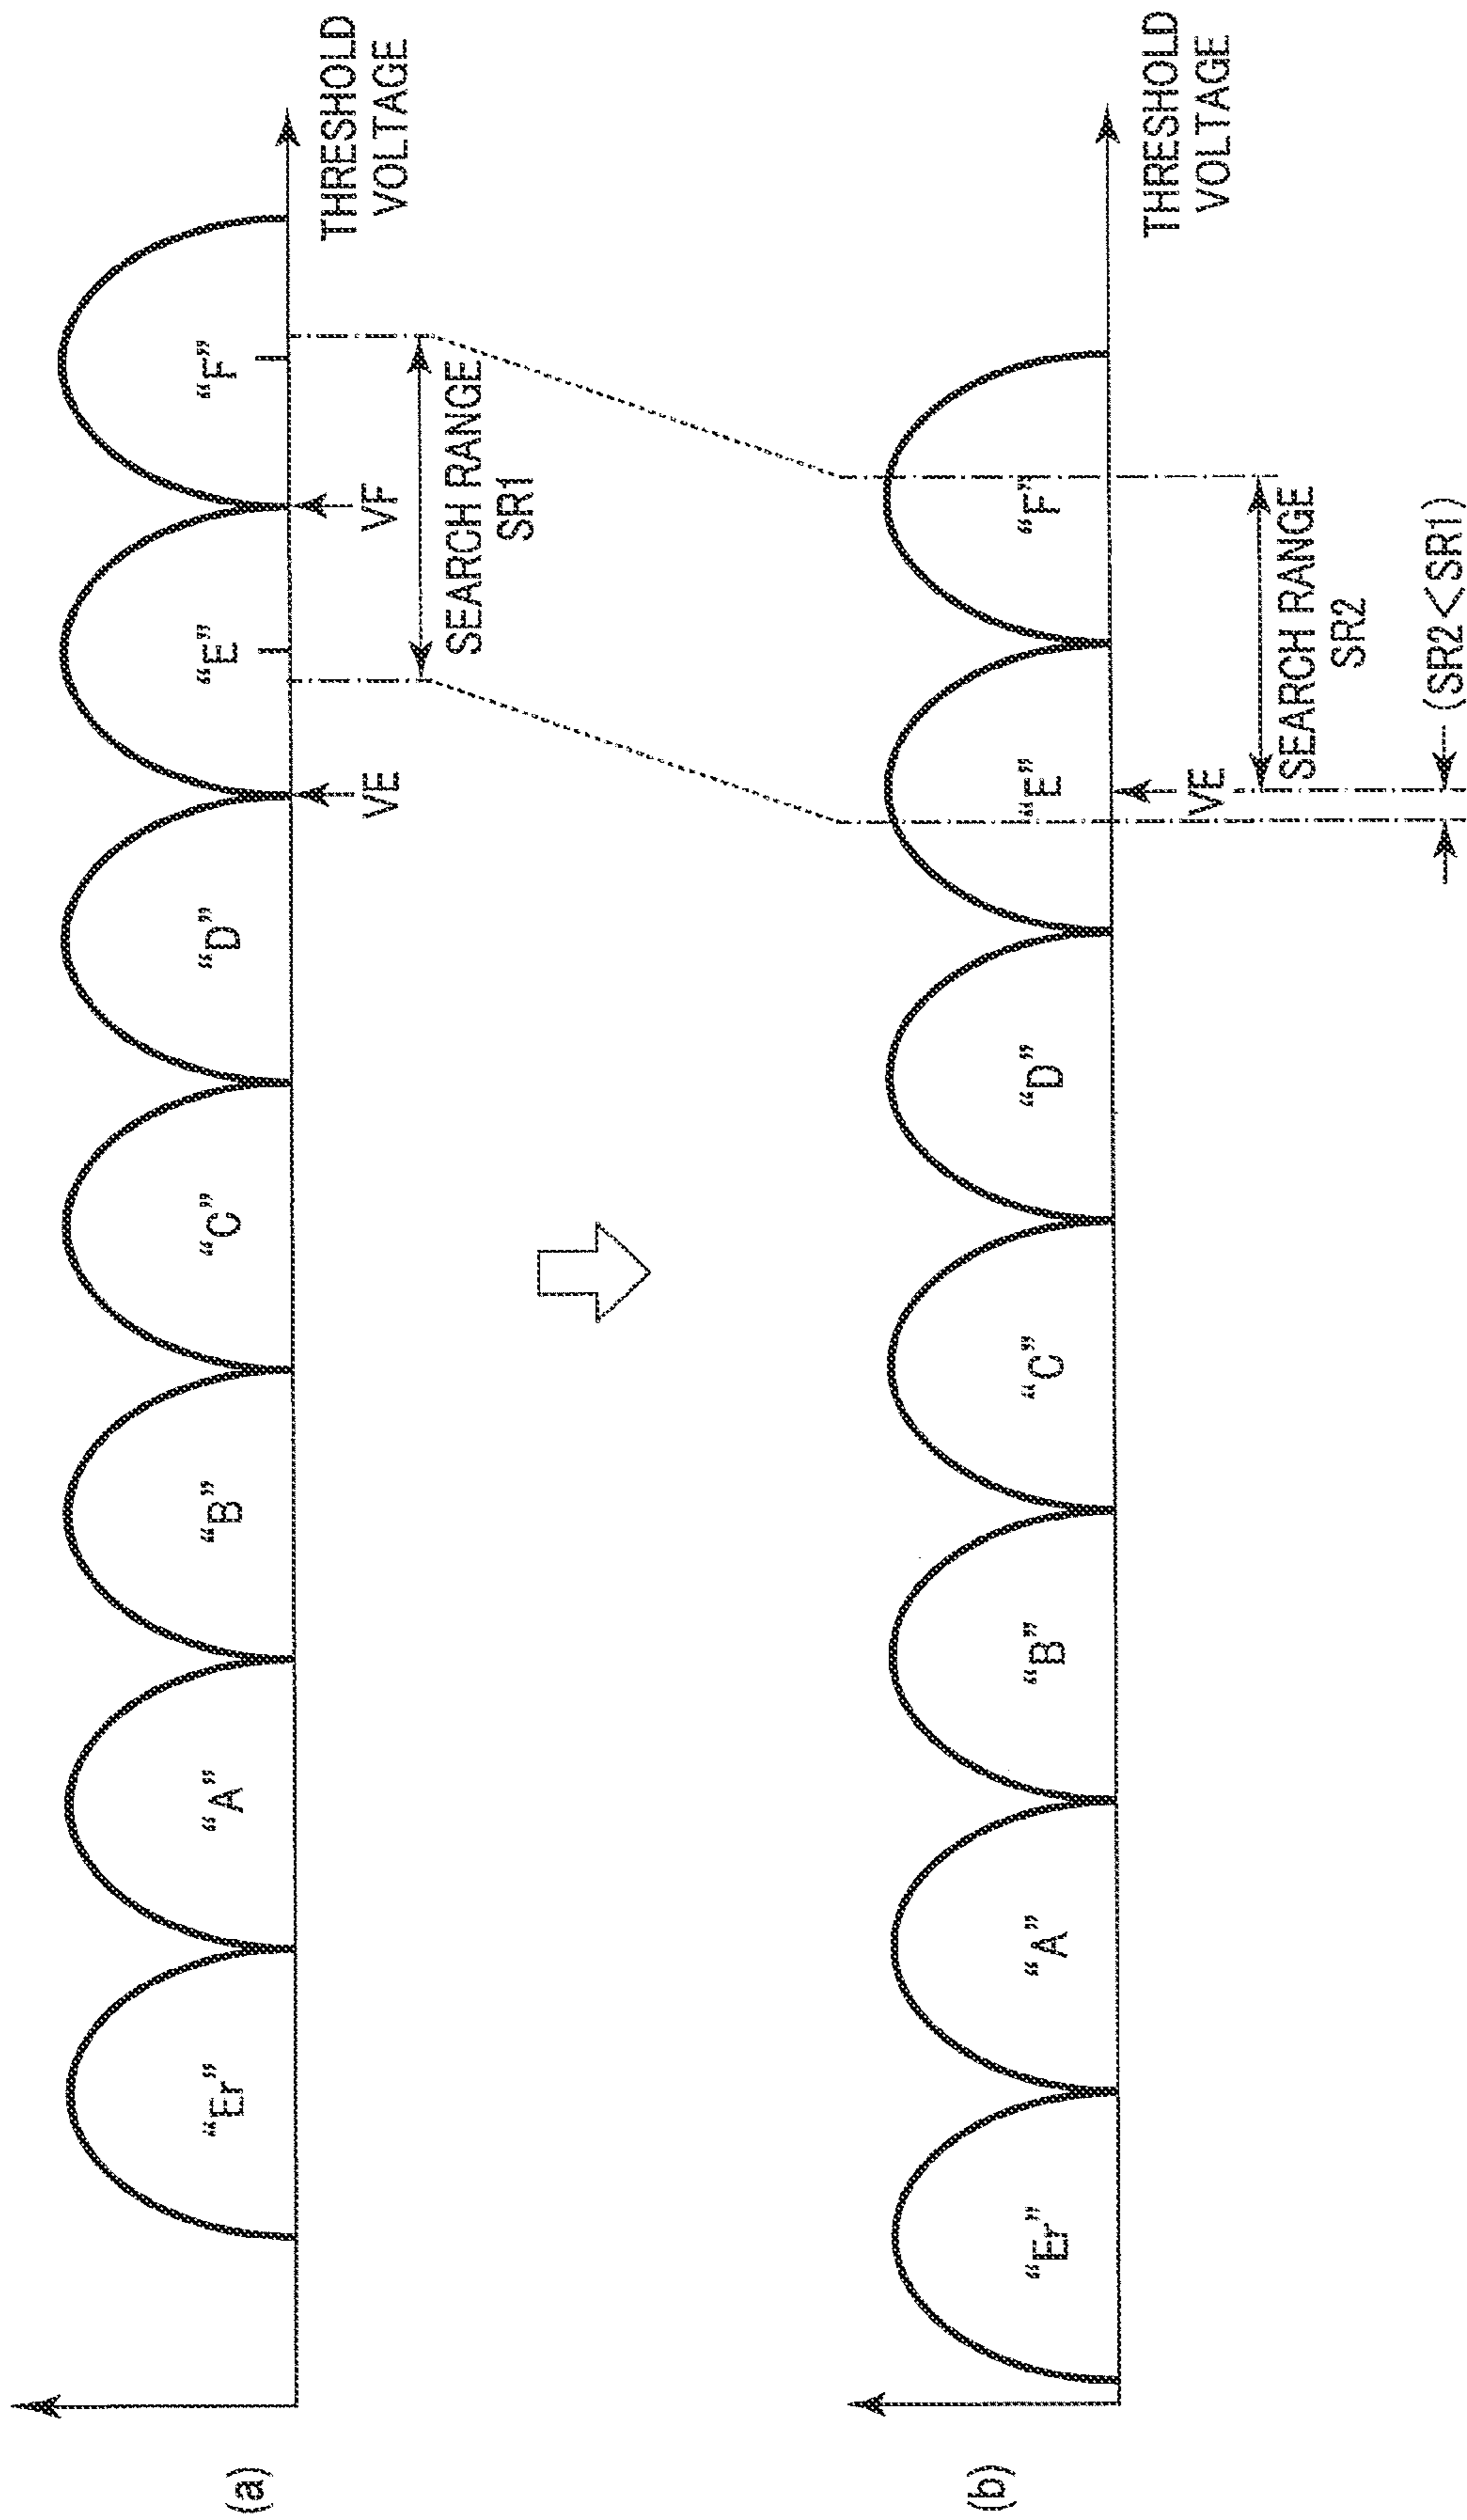 (a)
“Er”
“A”
“B”
“C”
“D”
“E”
“F”
VE
VF
THRESHOLD
VOLTAGE
SEARCH RANGE
SR1
(b)
“Er”
“A”
“B”
“C”
“D”
“E”
“F”
VE
THRESHOLD
VOLTAGE
SEARCH RANGE
SR2
(SR2<SR1)